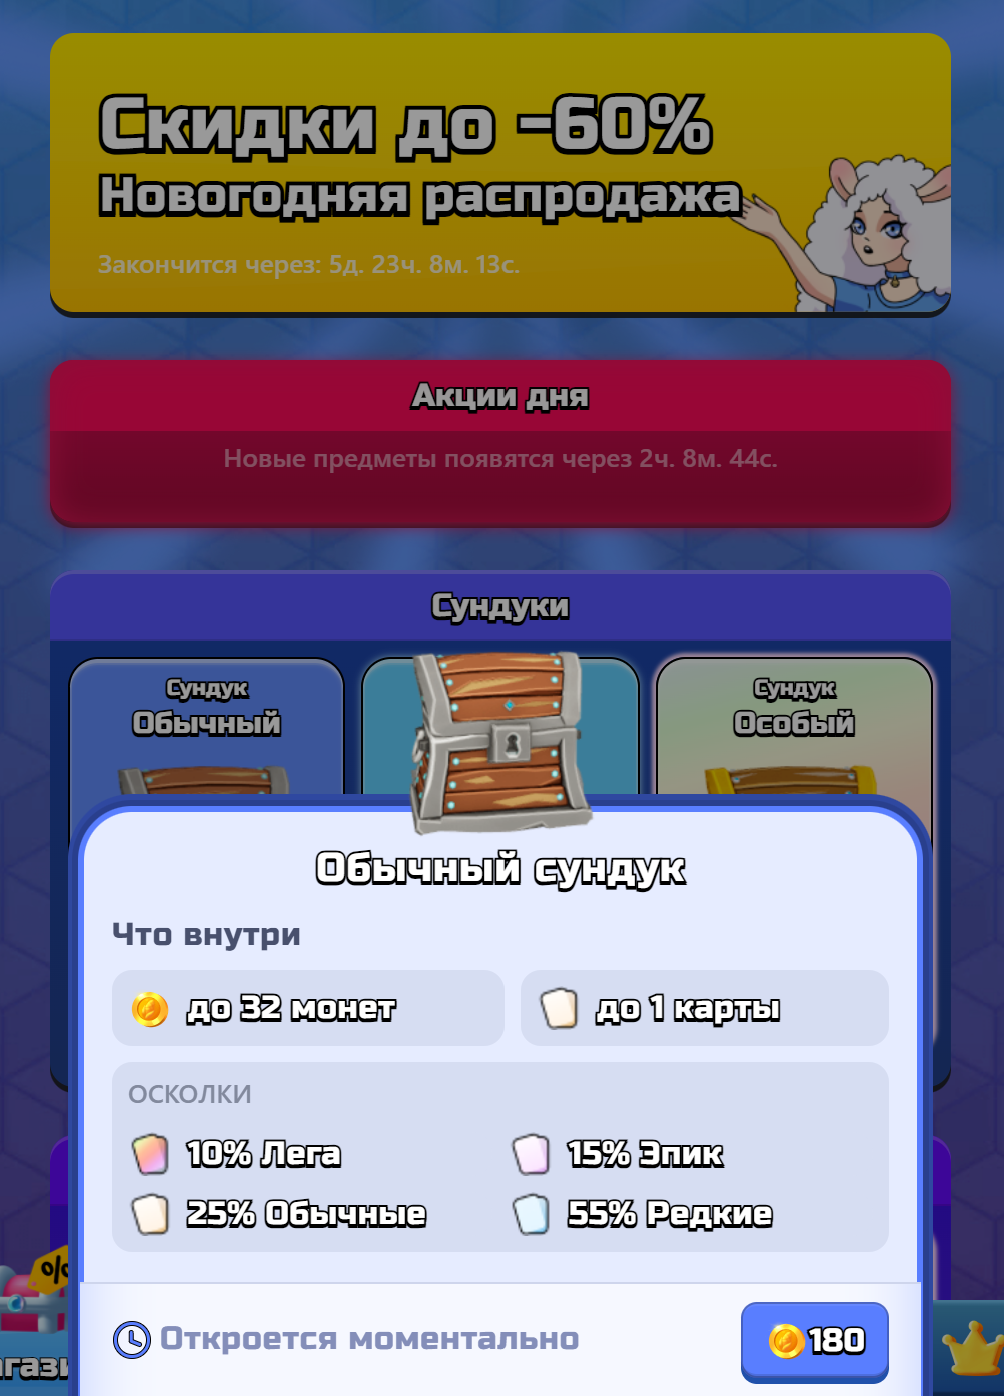 Скидки до -60%
Новогодняя распродажа
Закончится через: 5д. 23ч. 8м. 13с.
Акции дня
Новые предметы появятся через 2ч. 8м. 44с.
Сундуки
Сундук
Обычный
Сундук
Особый
Обычный сундук
Что внутри
до 32 монет
до 1 карты
ОСКОЛКИ
10% Лега
15% Эпик
25% Обычные
55% Редкие
%
Откроется моментально
180